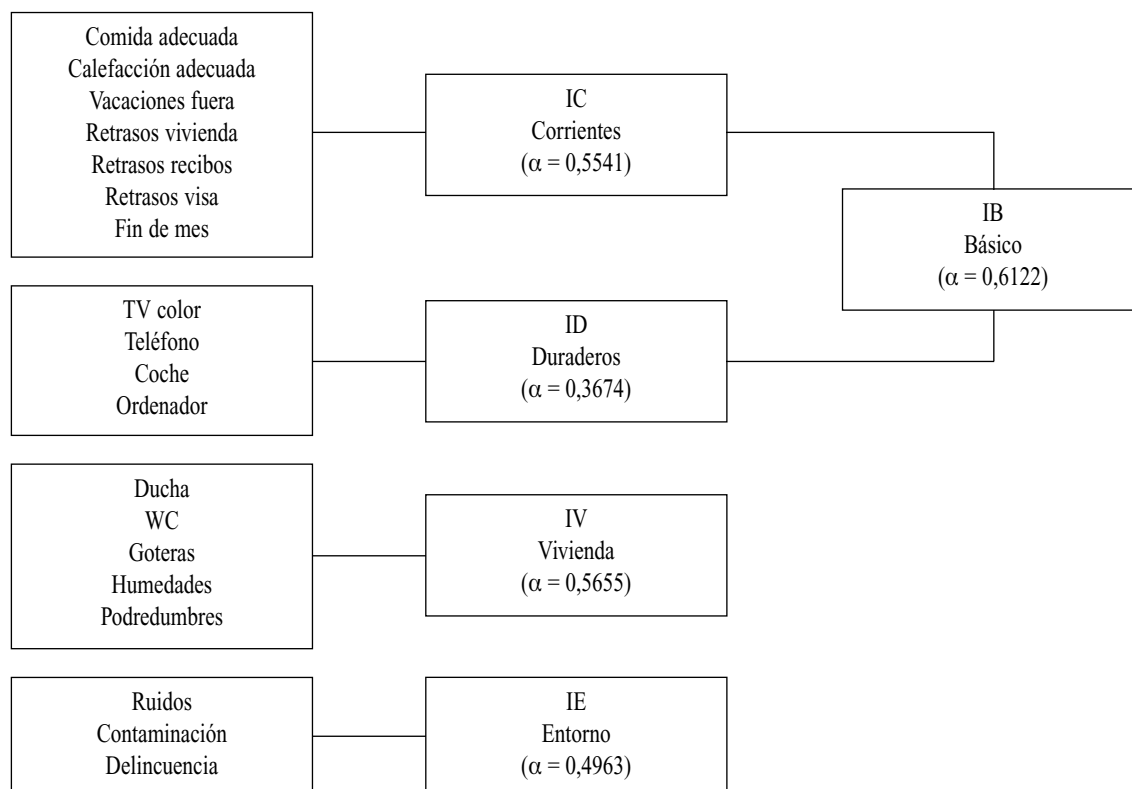 Comida adecuada
Calefacción adecuada
Vacaciones fuera
Retrasos vivienda
Retrasos recibos
Retrasos visa
Fin de mes
IC
Corrientes
(α = 0,5541)
IB
Básico
(α = 0,6122)
TV color
Teléfono
Coche
Ordenador
ID
Duraderos
(α = 0,3674)
Ducha
WC
Goteras
Humedades
Podredumbres
IV
Vivienda
(α = 0,5655)
Ruidos
Contaminación
Delincuencia
IE
Entorno
(α = 0,4963)